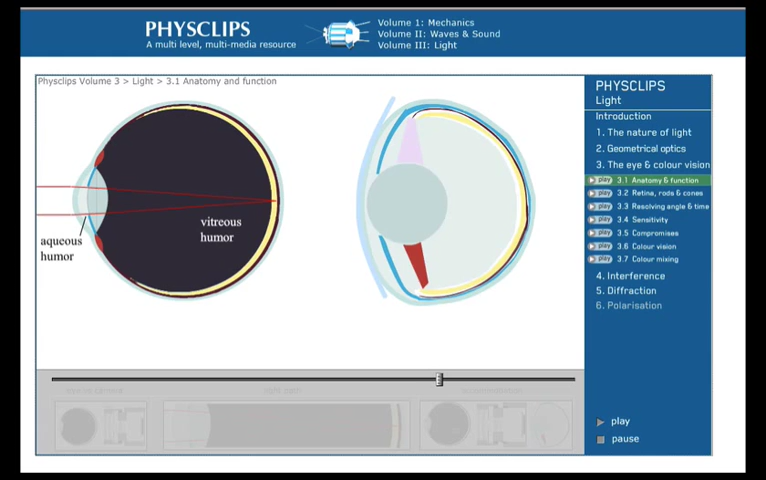 PHYSCLIPS
A multi level, multi-media resource
Volume 1: Mechanics
Volume II: Waves & Sound
Volume III: Light
Physclips Volume 3 > Light > 3.1 Anatomy and function
aqueous
humor
vitreous
humor
PHYSCLIPS
Light
Introduction
1. The nature of light
2. Geometrical optics
3. The eye & colour vision
play 3.1 Anatomy & function
play 3.2 Retina, rods & cones
play 3.3 Resolving angle & time
play 3.4 Sensitivity
play 3.5 Compromises
play 3.6 Colour vision
play 3.7 Colour mixing
4. Interference
5. Diffraction
6. Polarisation
play
pause